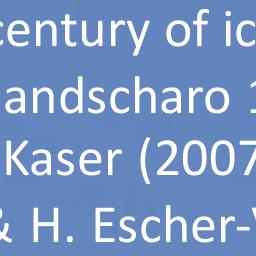 century of ic
andscharo 1
Kaser (2007
& H. Escher-V